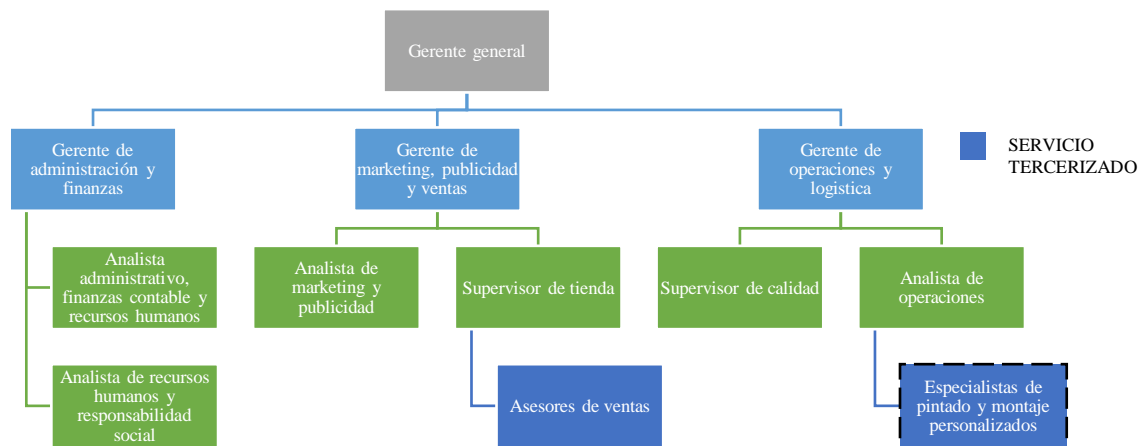 Gerente general
Gerente de
administración y
finanzas
Gerente de
marketing, publicidad
y ventas
Gerente de
operaciones y
logistica
SERVICIO
TERCERIZADO
Analista
administrativo,
finanzas contable y
recursos humanos
Analista de
marketing y
publicidad
Supervisor de tienda
Supervisor de calidad
Analista de
operaciones
Analista de recursos
humanos y
responsabilidad
social
Asesores de ventas
Especialistas de
pintado y montaje
personalizados